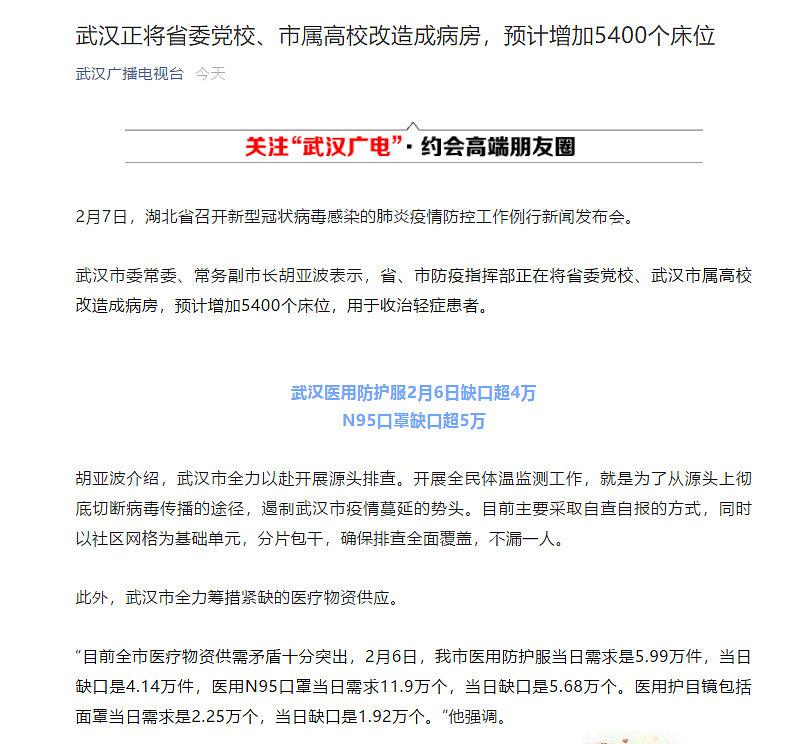 武汉正将省委党校、市属高校改造成病房，预计增加5400个床位
武汉广播电视台 今天
关注“武汉广电”·约会高端朋友圈
2月7日，湖北省召开新型冠状病毒感染的肺炎疫情防控工作例行新闻发布会。
武汉市委常委、常务副市长胡亚波表示，省、市防疫指挥部正在将省委党校、武汉市属高校
改造成病房，预计增加5400个床位，用于收治轻症患者。
武汉医用防护服2月6日缺口超4万
N95口罩缺口超5万
胡亚波介绍，武汉市全力以赴开展源头排查。开展全民体温监测工作，就是为了从源头上彻
底切断病毒传播的途径，遏制武汉市疫情蔓延的势头。目前主要采取自查自报的方式，同时
以社区网格为基础单元，分片包干，确保排查全面覆盖，不漏一人。
此外，武汉市全力筹措紧缺的医疗物资供应。
“目前全市医疗物资供需矛盾十分突出，2月6日，我市医用防护服当日需求是5.99万件，当日
缺口是4.14万件，医用N95口罩当日需求11.9万个，当日缺口是5.68万个。医用护目镜包括
面罩当日需求是2.25万个，当日缺口是1.92万个。”他强调。